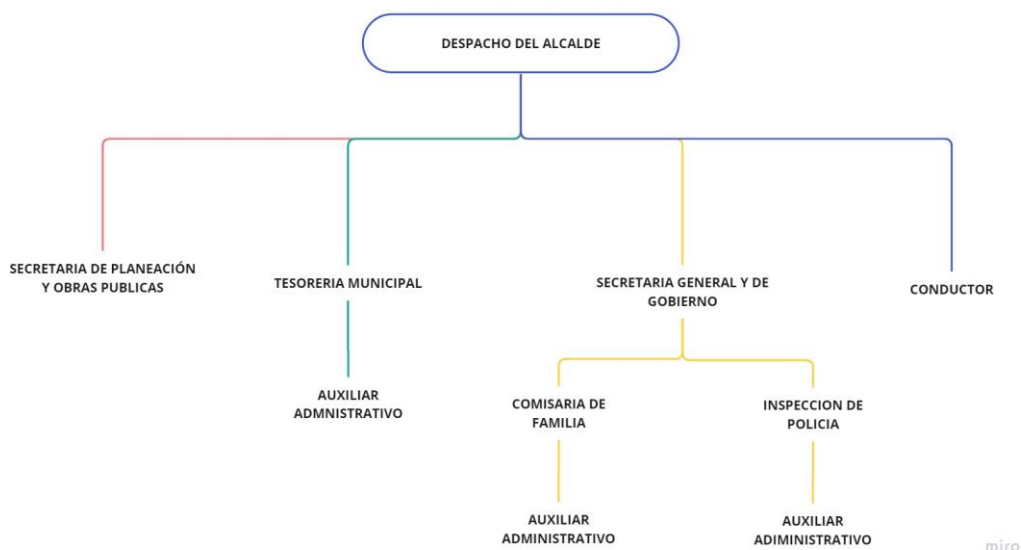 DESPACHO DEL ALCALDE
SECRETARIA DE PLANEACIÓN
Y OBRAS PUBLICAS
TESORERIA MUNICIPAL
SECRETARIA GENERAL Y DE
GOBIERNO
CONDUCTOR
AUXILIAR
ADMNISTRATIVO
COMISARIA DE
FAMILIA
INSPECCION DE
POLICIA
AUXILIAR
ADMINISTRATIVO
AUXILIAR
ADIMINISTRATIVO
miro